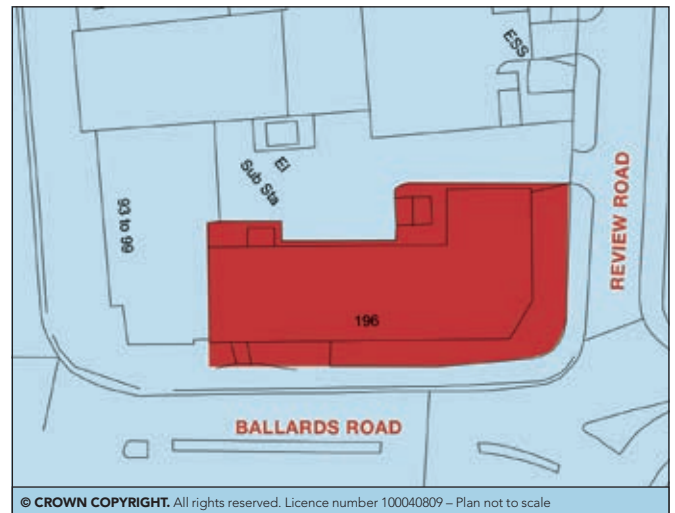 ESS
El
Sub Sta
93 to 99
REVIEW ROAD
196
BALLARDS ROAD
© CROWN COPYRIGHT. All rights reserved. Licence number 100040809 – Plan not to scale